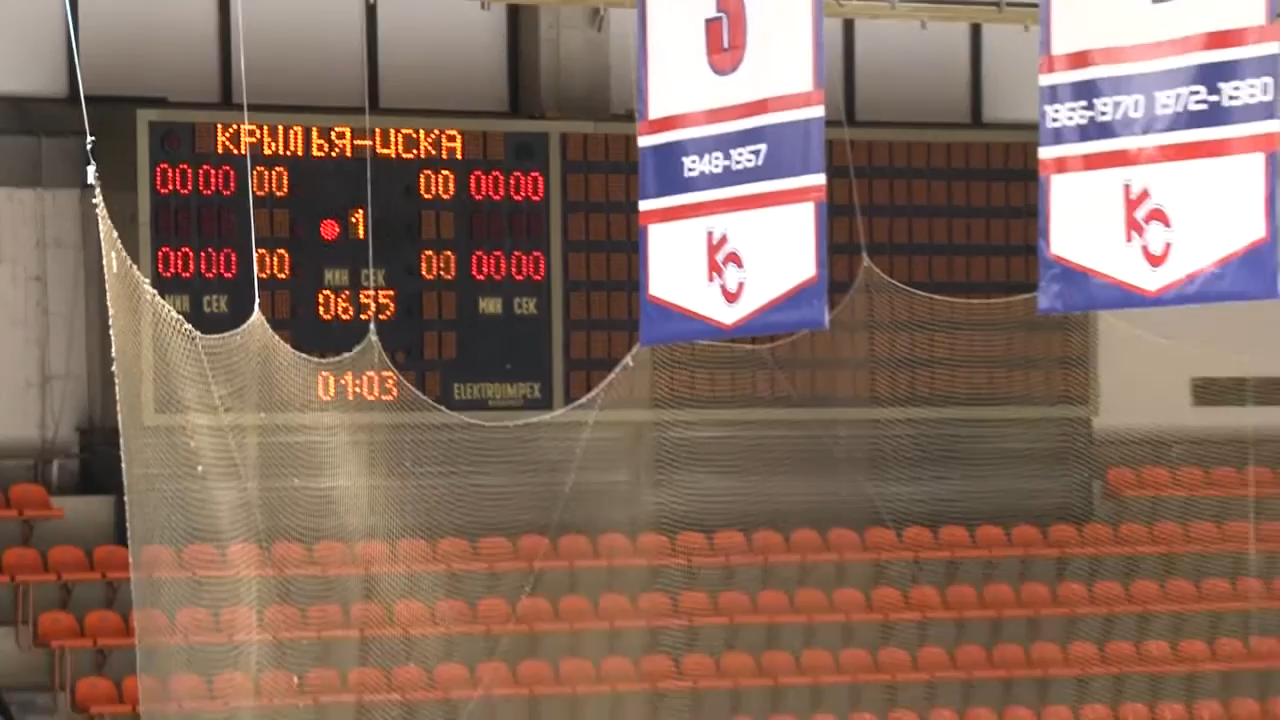 КРЫЛЬЯ-ЦСКА
00 00 00 00 00 00
1
00 00 00 00 00 00
МИН СЕК
МИН СЕК 06 55 МИН СЕК
01:03
ELEKTROIMPEX
3
1948-1957
КС
1966-1970 1972-1980
КС